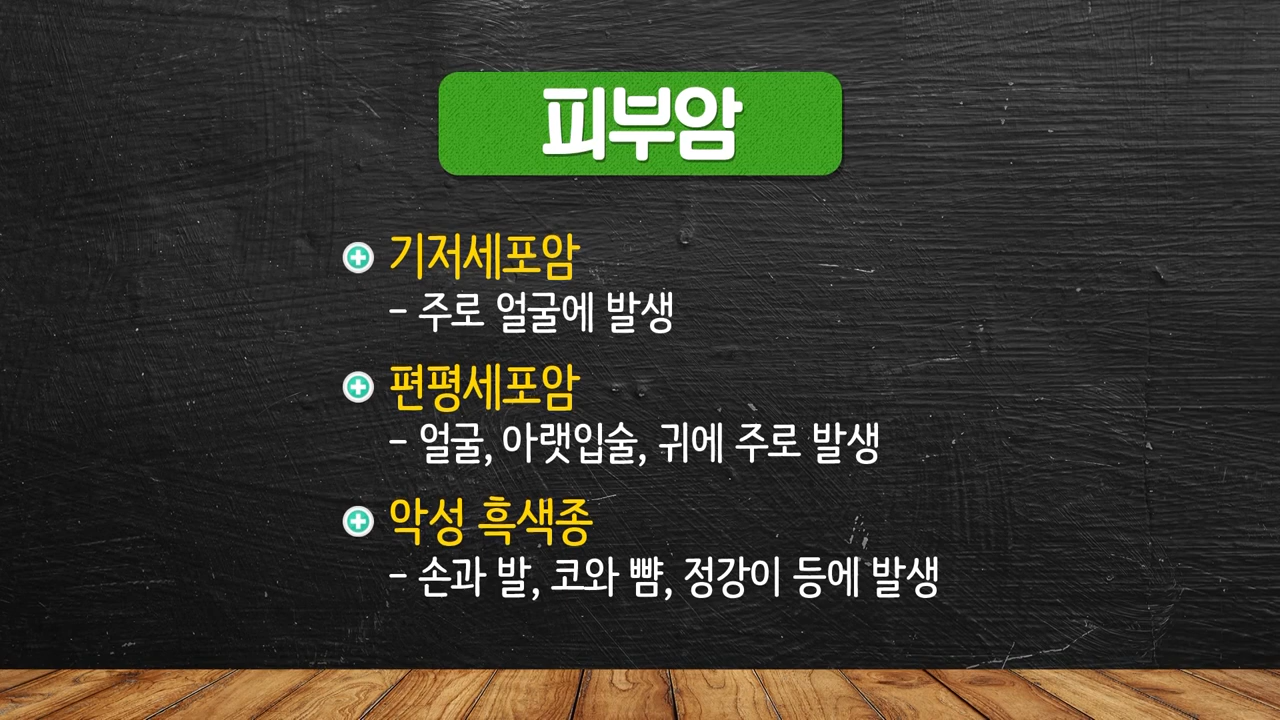 피부암
기저세포암
- 주로 얼굴에 발생
편평세포암
- 얼굴, 아랫입술, 귀에 주로 발생
악성 흑색종
- 손과 발, 코와 뺨, 정강이 등에 발생